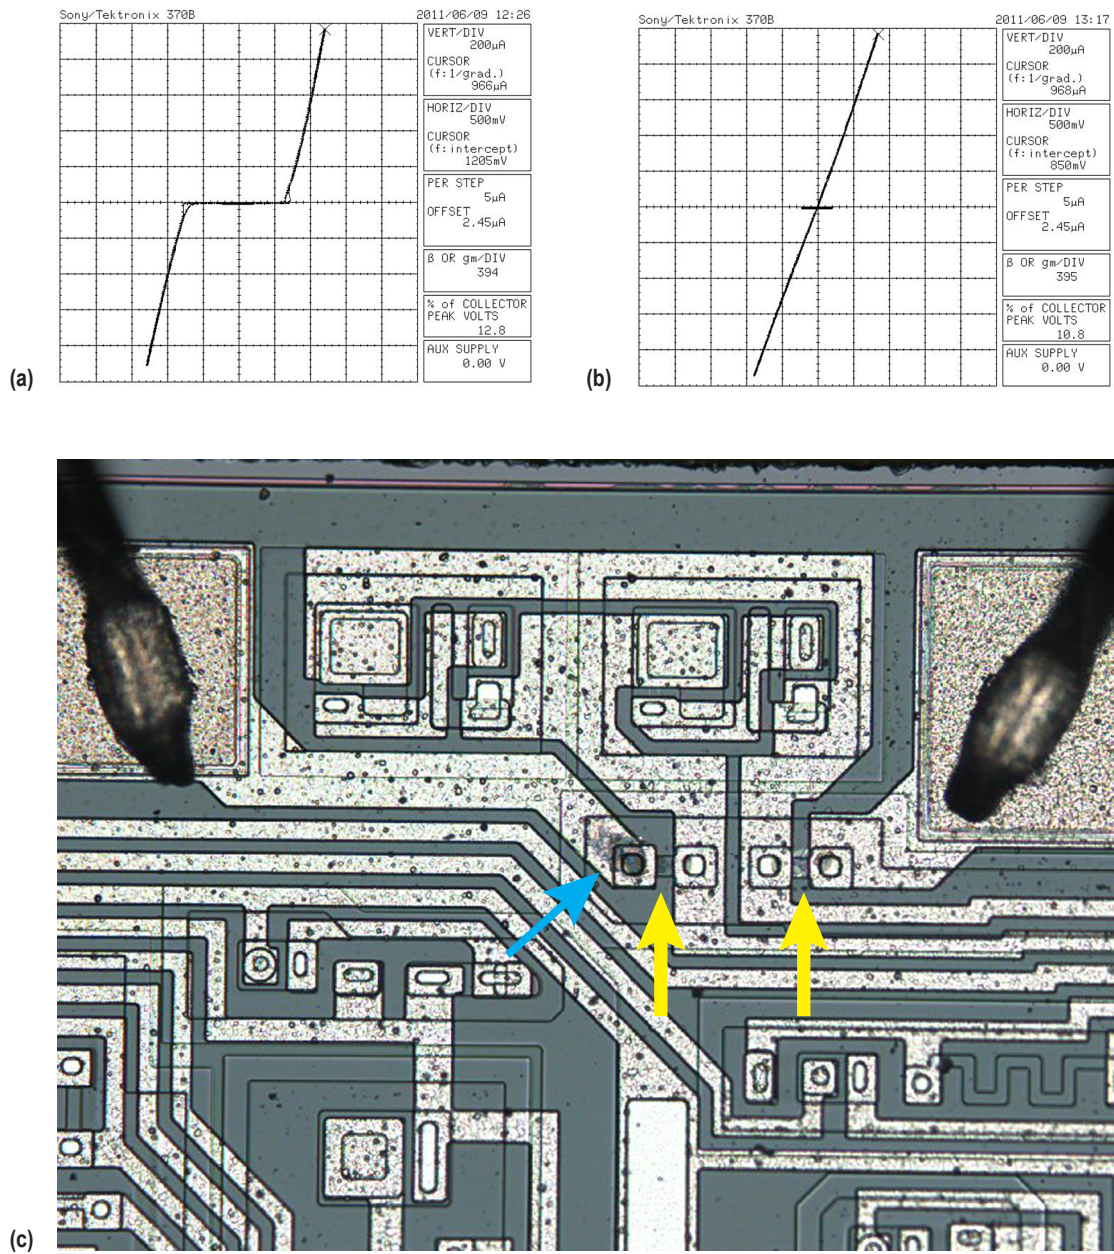 Sony/Tektronix 370B
2011/06/09 12:26
VERT/DIV
200µA
CURSOR
(f:1/grad.)
966µA
HORIZ/DIV
500mV
CURSOR
(f:intercept)
1205mV
PER STEP
5µA
OFFSET
2.45µA
β OR gm/DIV
394
% of COLLECTOR
PEAK VOLTS
12.8
AUX SUPPLY
0.00 V
(a)
Sony/Tektronix 370B
2011/06/09 13:17
VERT/DIV
200µA
CURSOR
(f:1/grad.)
968µA
HORIZ/DIV
500mV
CURSOR
(f:intercept)
850mV
PER STEP
5µA
OFFSET
2.45µA
β OR gm/DIV
395
% of COLLECTOR
PEAK VOLTS
10.8
AUX SUPPLY
0.00 V
(b)
(c)